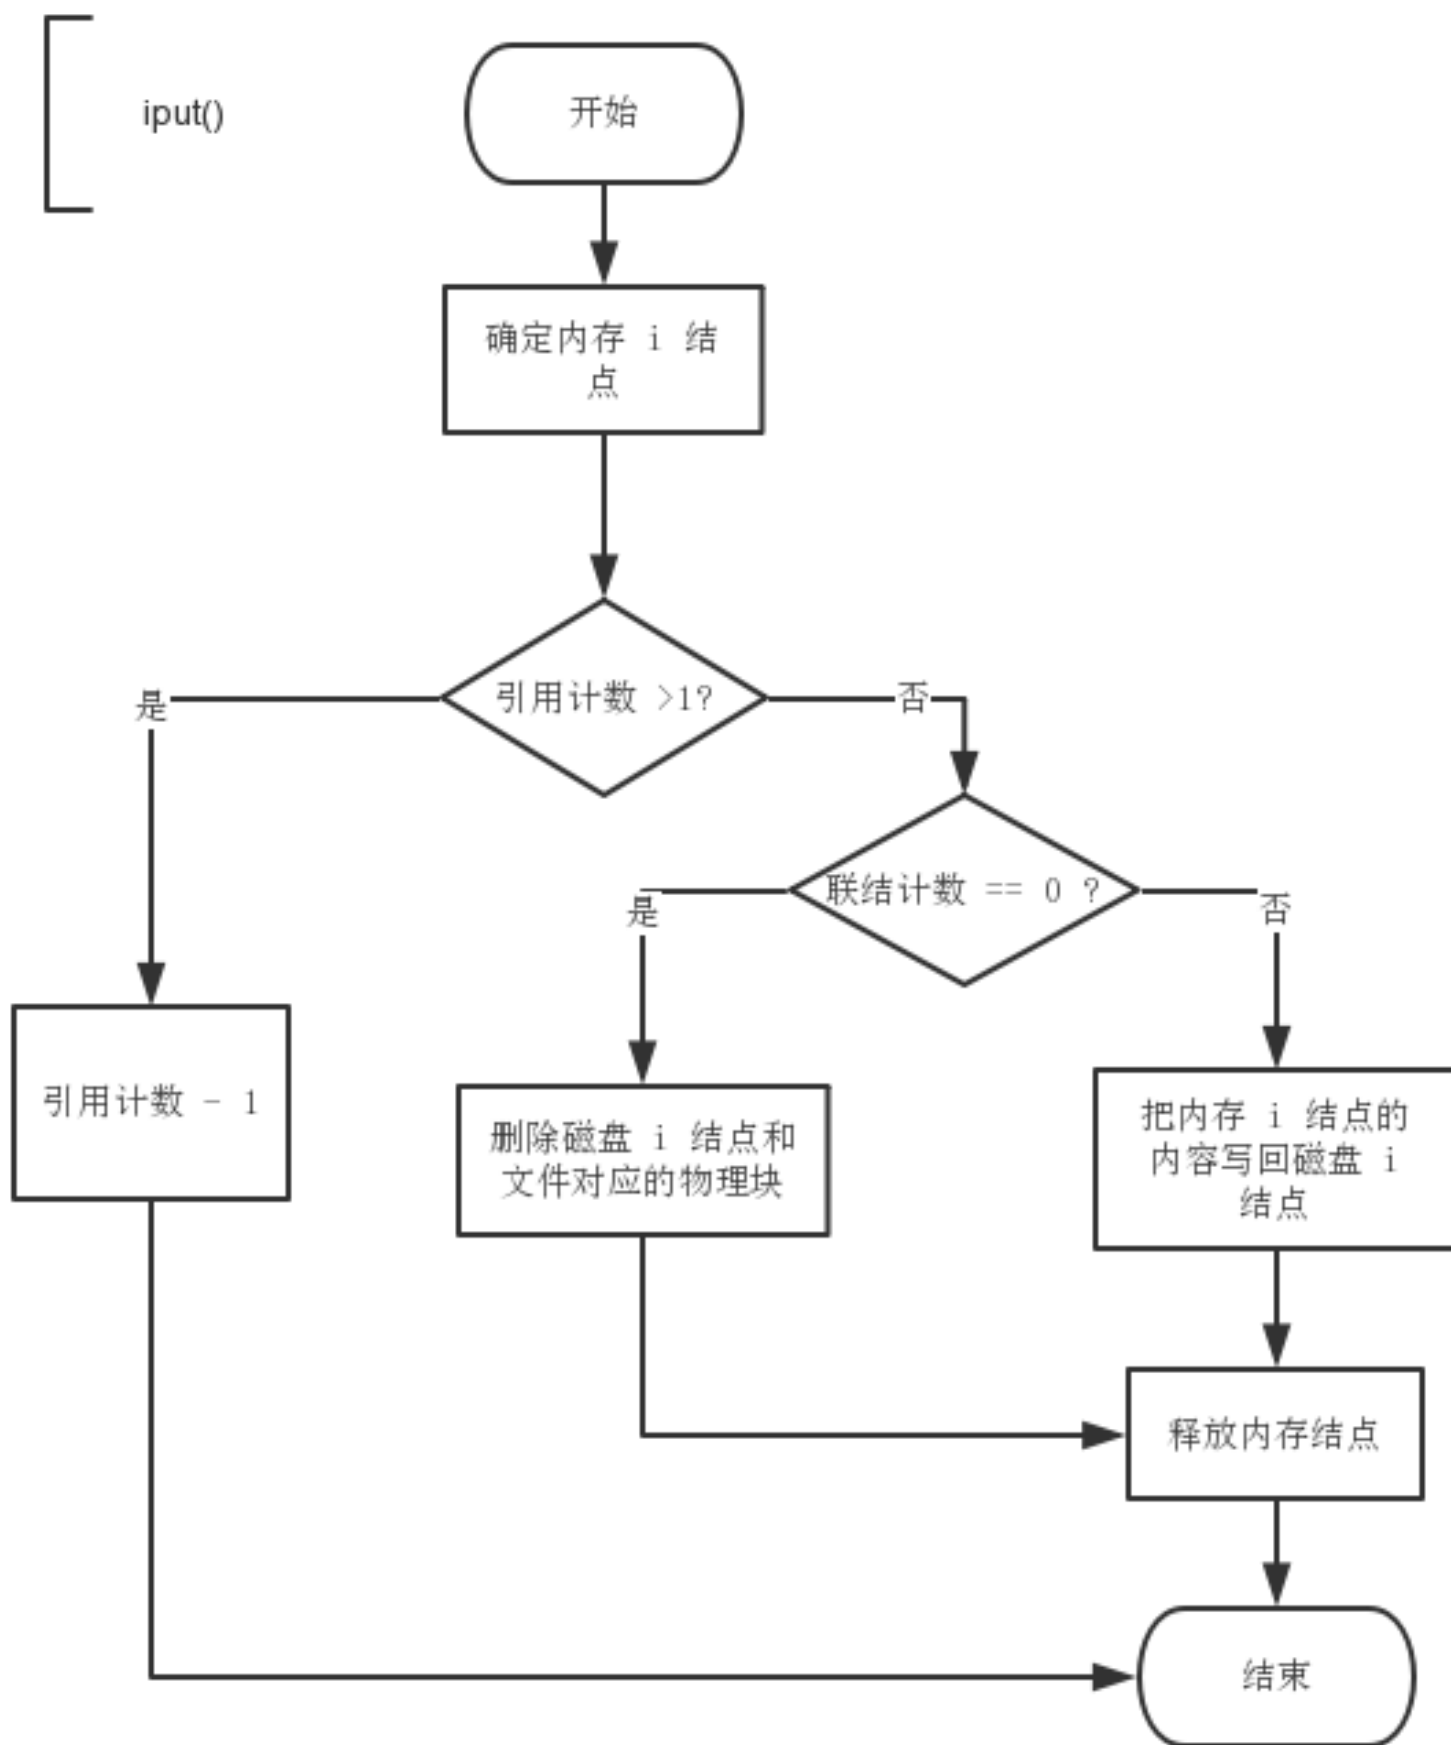 iput()
开始
确定内存 i 结
点
引用计数 >1?
是
否
联结计数 == 0 ?
是
否
引用计数 - 1
删除磁盘 i 结点和
文件对应的物理块
把内存 i 结点的
内容写回磁盘 i
结点
释放内存结点
结束